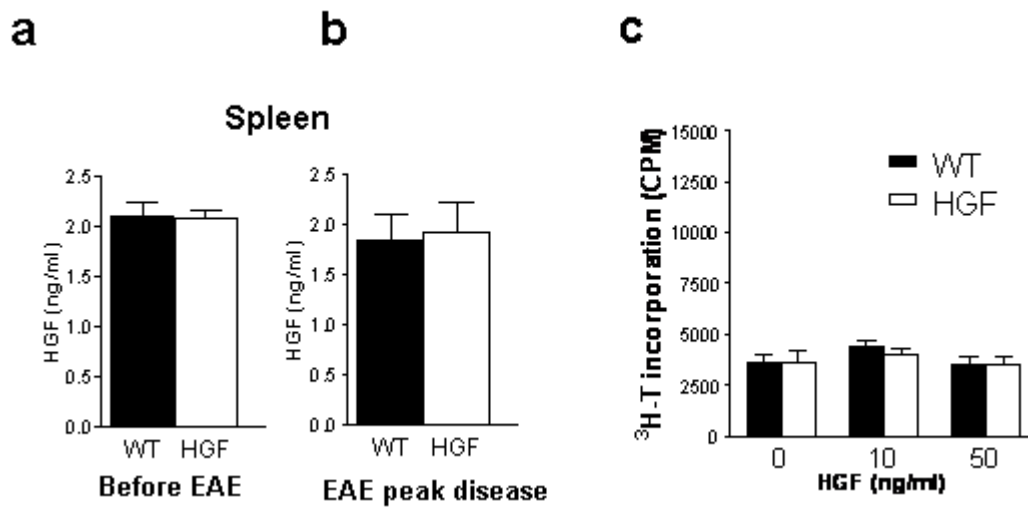 a
b
c
Spleen
HGF (ng/ml)
2.5
2.0
1.5
1.0
0.5
0.0
WT HGF
Before EAE
HGF (ng/ml)
2.5
2.0
1.5
1.0
0.5
0.0
WT HGF
EAE peak disease
³H-T incorporation (CPM)
15000
12500
10000
7500
5000
2500
0
WT
HGF
0 10 50
HGF (ng/ml)